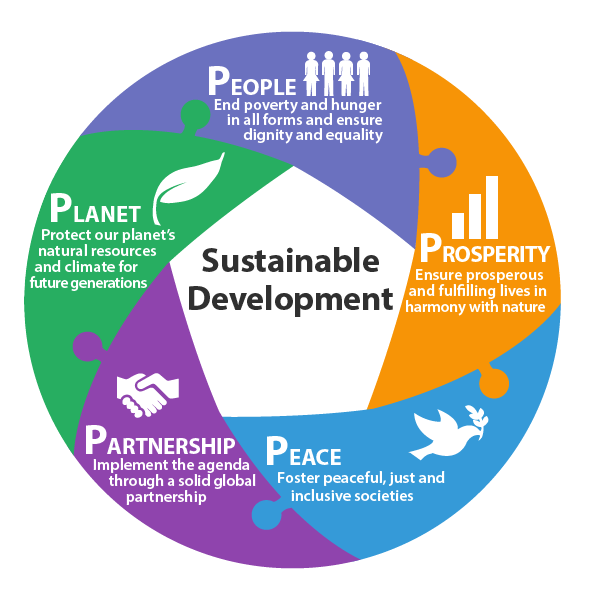 PEOPLE
End poverty and hunger
in all forms and ensure
dignity and equality
PROSPERITY
Ensure prosperous
and fulfilling lives in
harmony with nature
PEACE
Foster peaceful, just and
inclusive societies
PARTNERSHIP
Implement the agenda
through a solid global
partnership
PLANET
Protect our planet's
natural resources
and climate for
future generations
Sustainable
Development